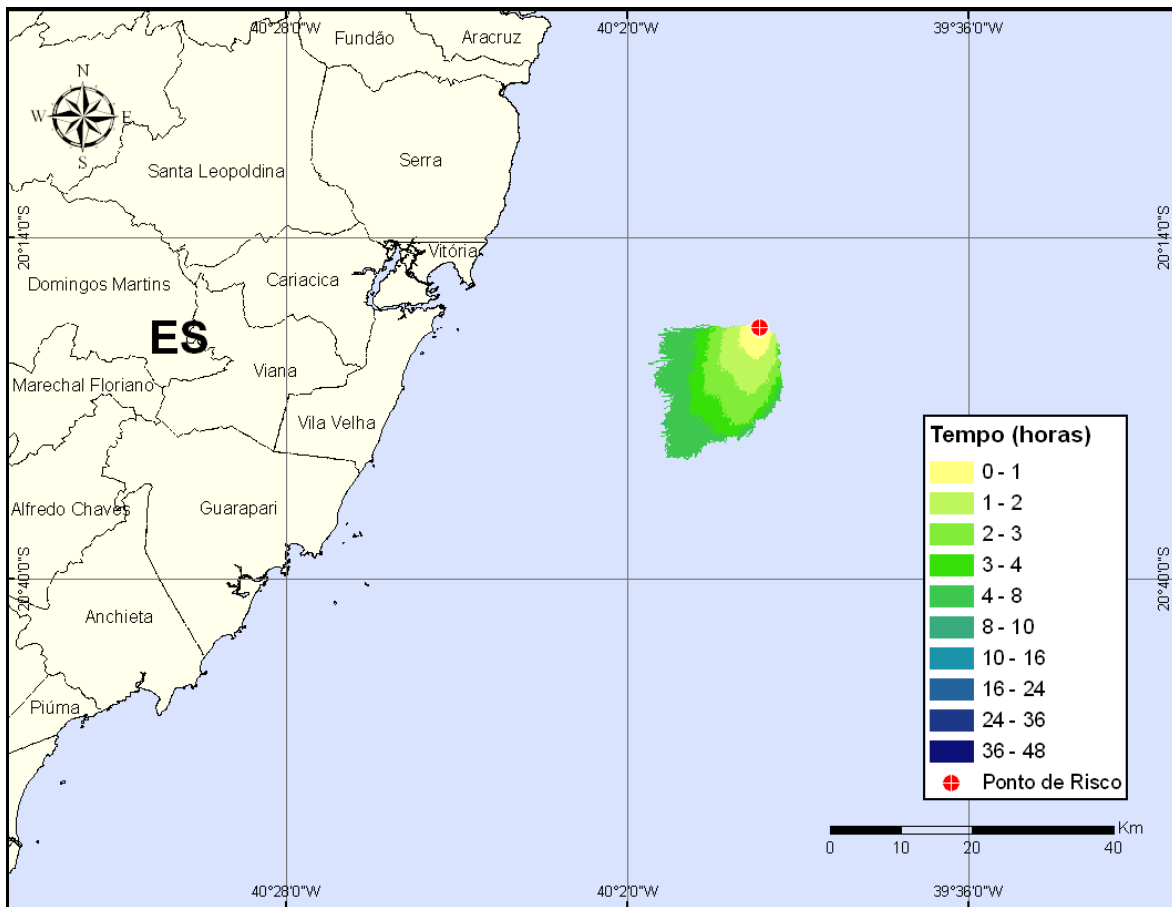 40°28'0"W
40°2'0"W
39°36'0"W
Fundão
Aracruz
N
W
E
S
Serra
Santa Leopoldina
20°14'0"S
20°14'0"S
Vitória
Cariacica
Domingos Martins
ES
Viana
Marechal Floriano
Vila Velha
Tempo (horas)
0 - 1
1 - 2
2 - 3
3 - 4
4 - 8
8 - 10
10 - 16
16 - 24
24 - 36
36 - 48
Ponto de Risco
Alfredo Chaves
Guarapari
20°40'0"S
20°40'0"S
Anchieta
Piúma
Km
0
10
20
40
40°28'0"W
40°2'0"W
39°36'0"W